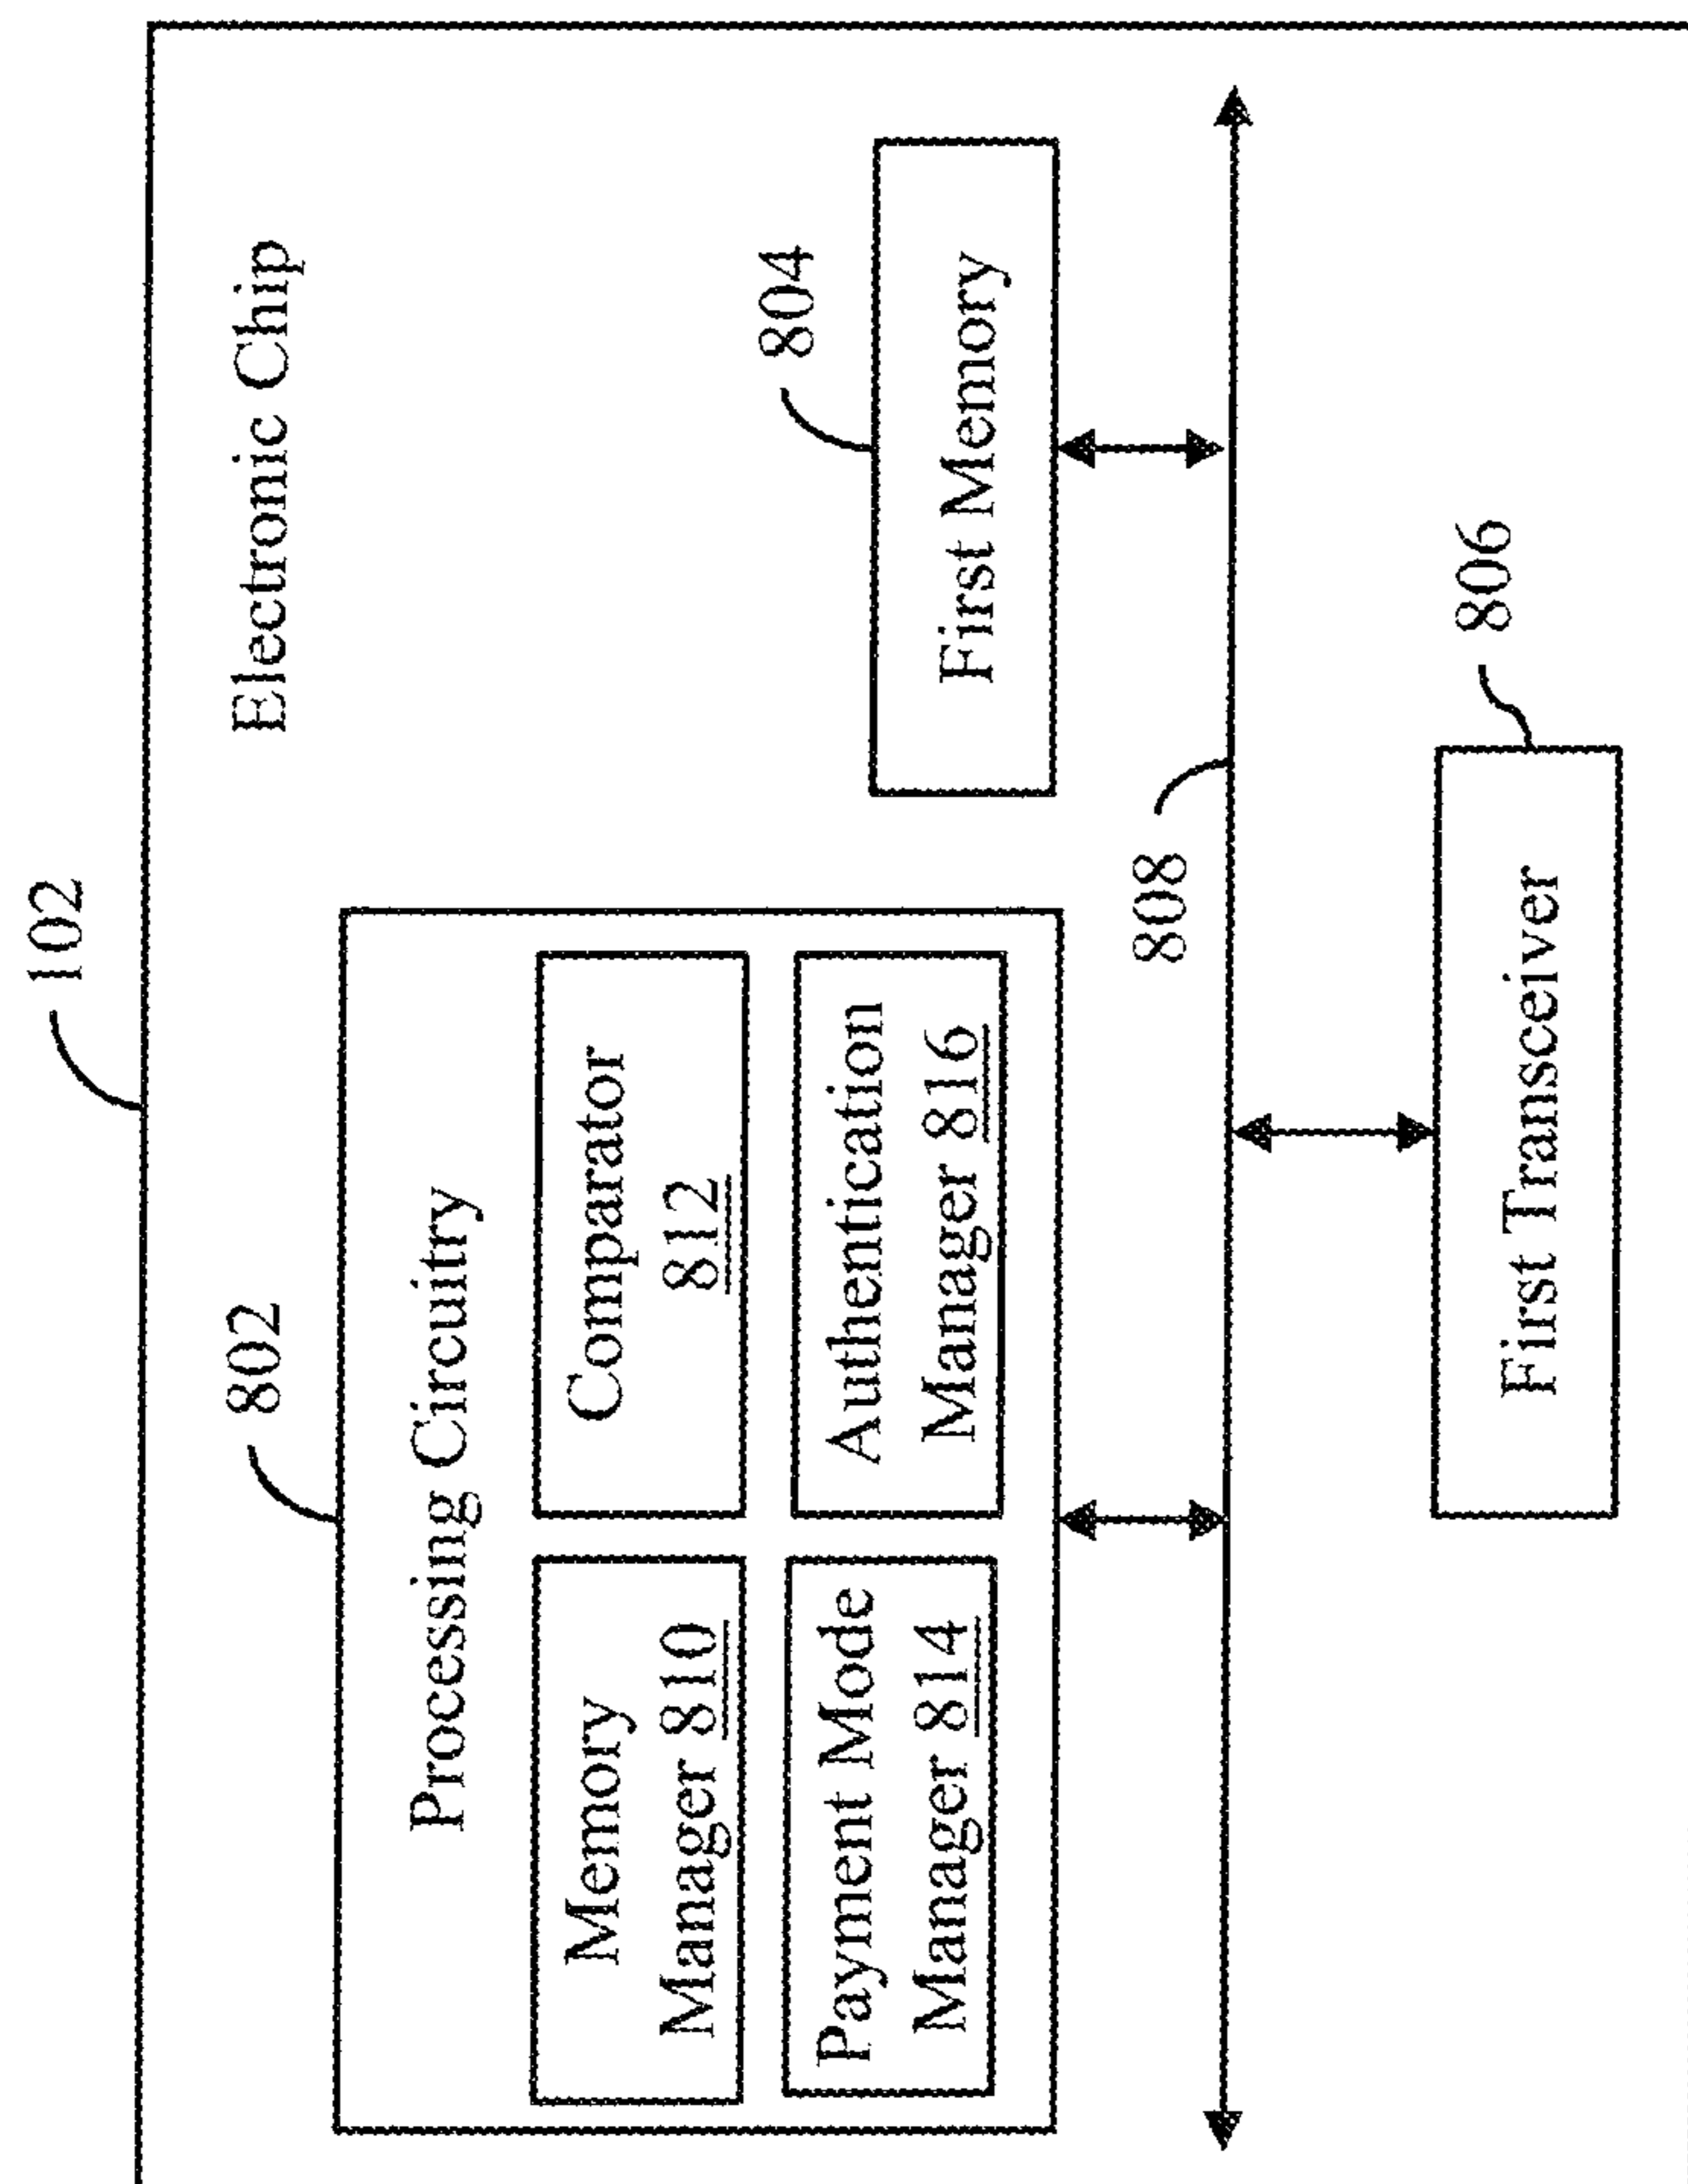 102
Electronic Chip
802
Processing Circuitry
Memory
Manager 810
Comparator
812
Payment Mode
Manager 814
Authentication
Manager 816
804
First Memory
808
806
First Transceiver